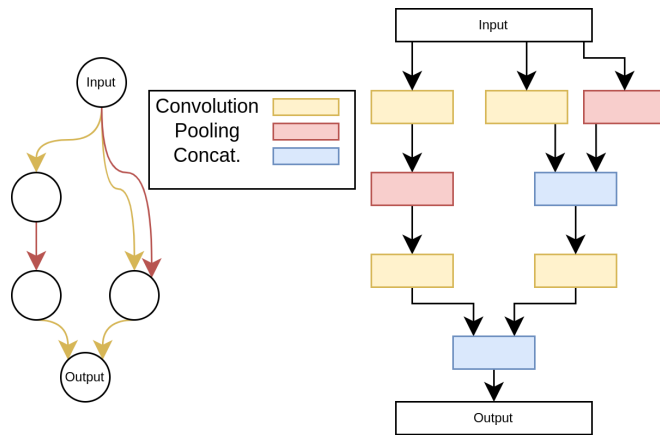 Input
Input
Convolution
Pooling
Concat.
Output
Output